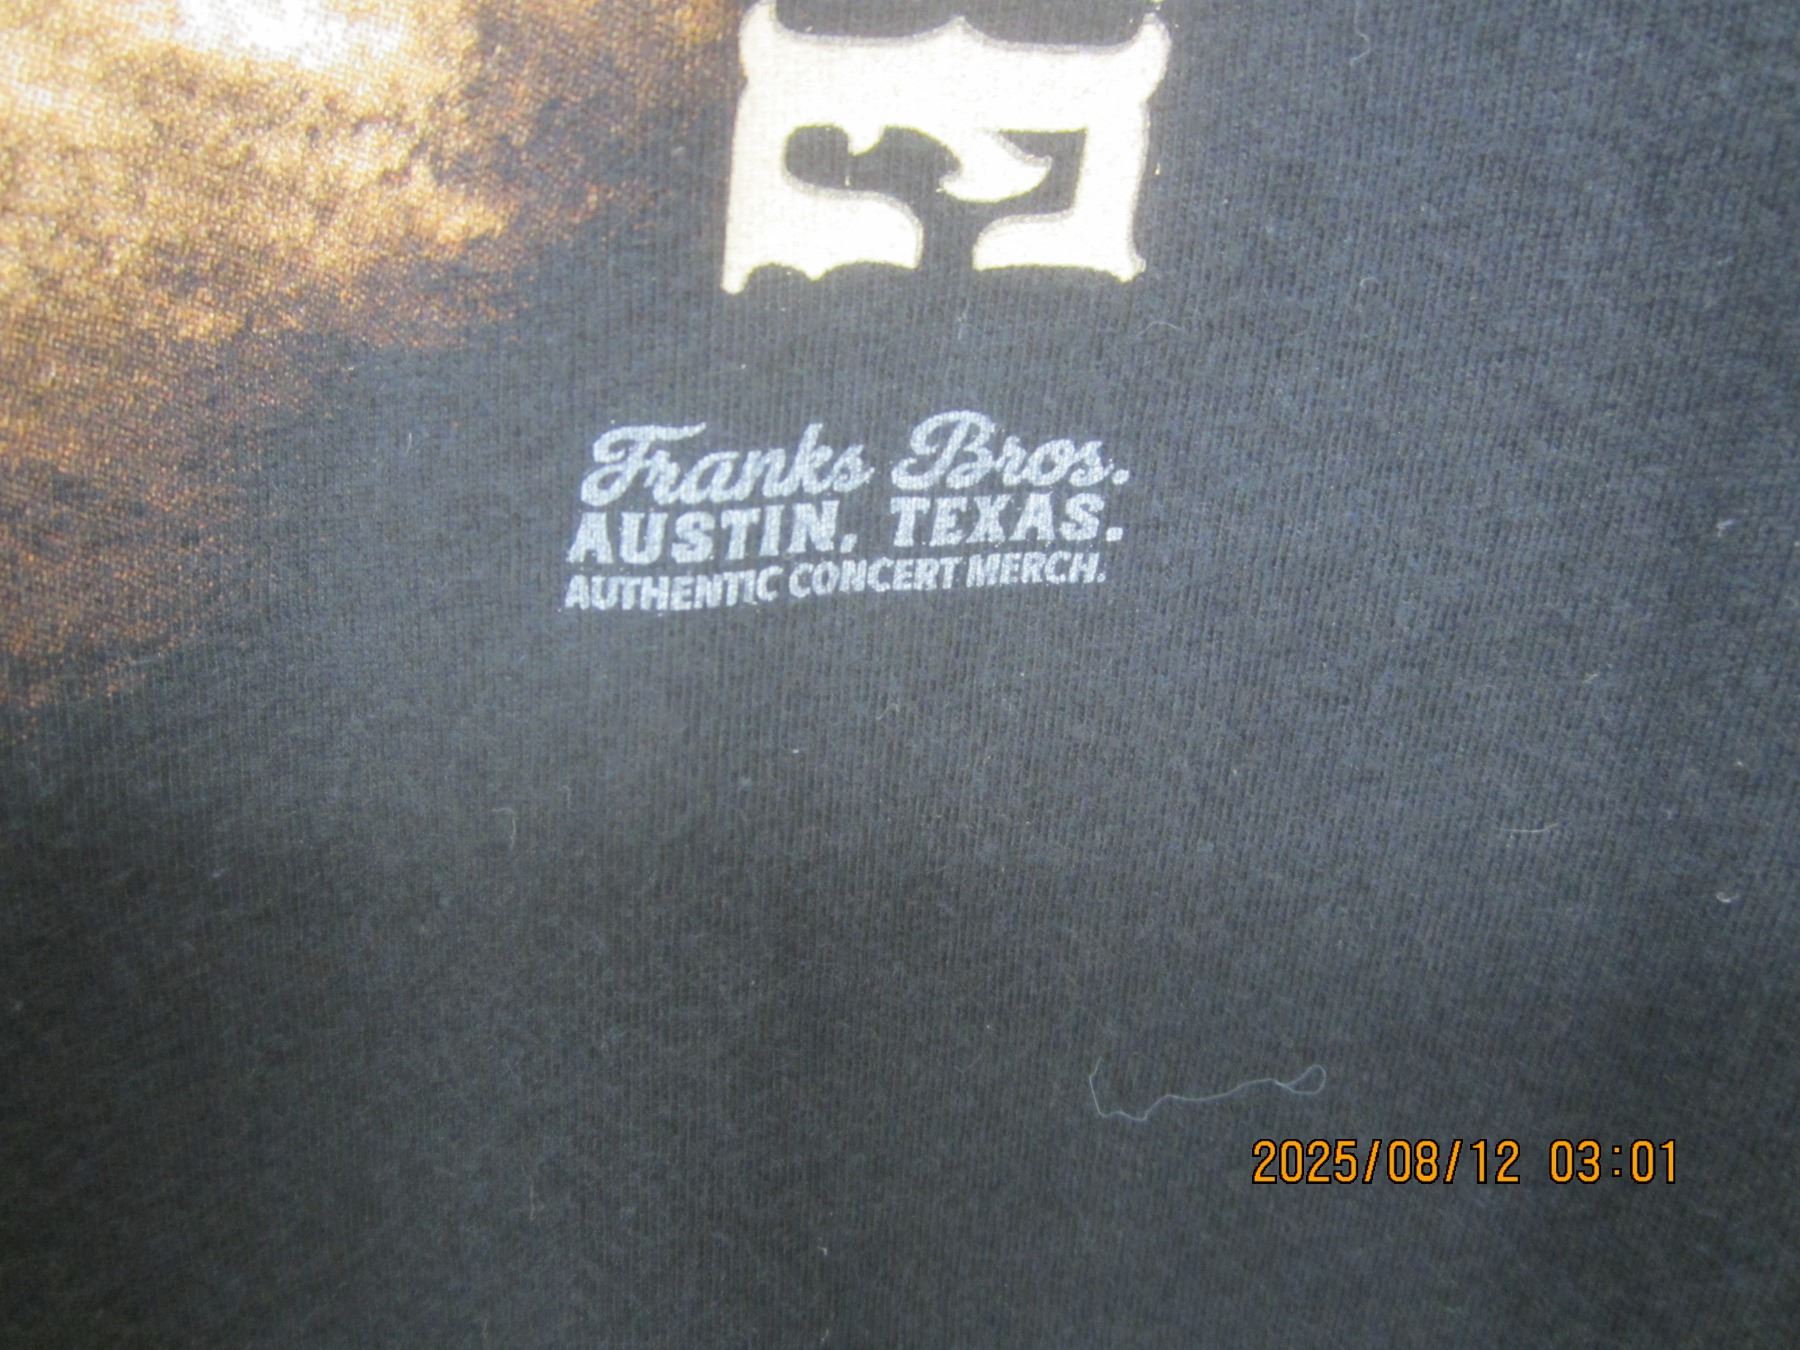 Franks Bros.
AUSTIN, TEXAS.
AUTHENTIC CONCERT MERCH.
2025/08/12 03:01